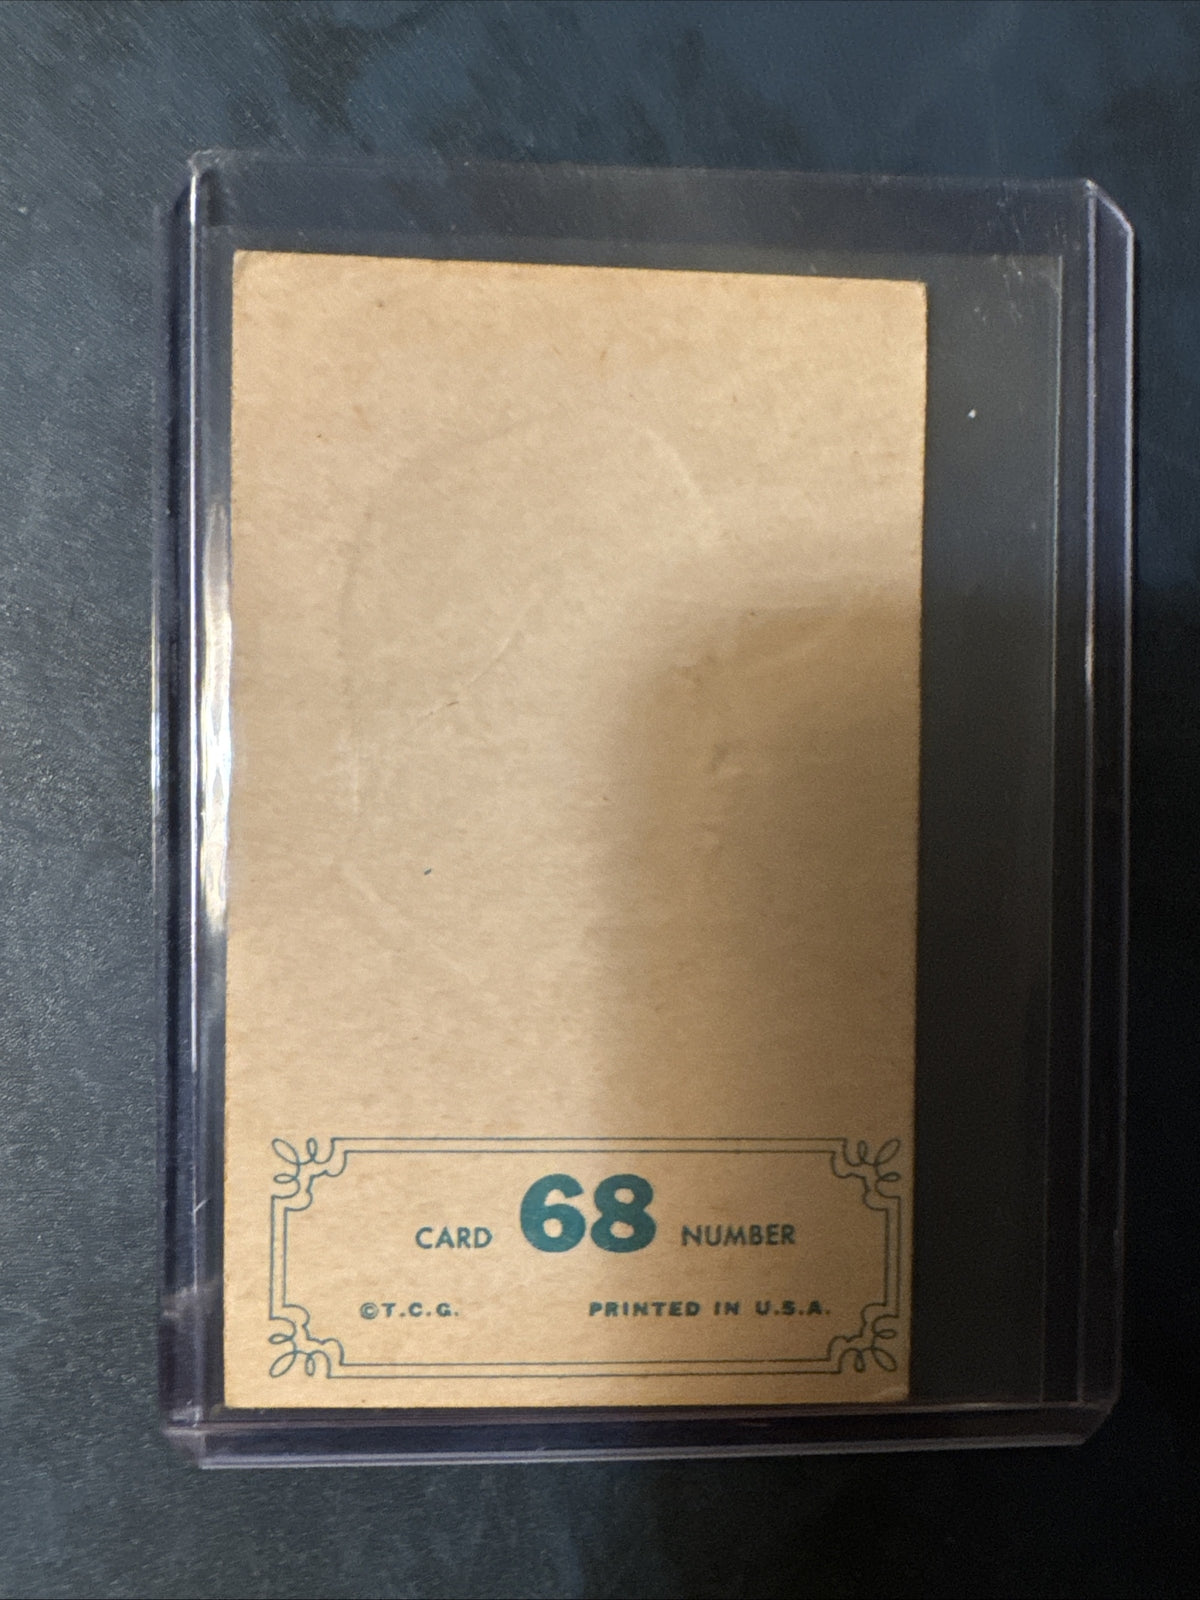 CARD 68 NUMBER
©T.C.G. PRINTED IN U.S.A.